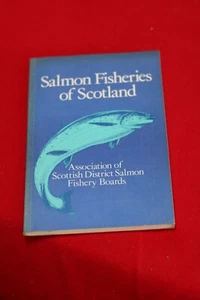 Salmon Fisheries
of Scotland
Association of
Scottish District Salmon
Fishery Boards